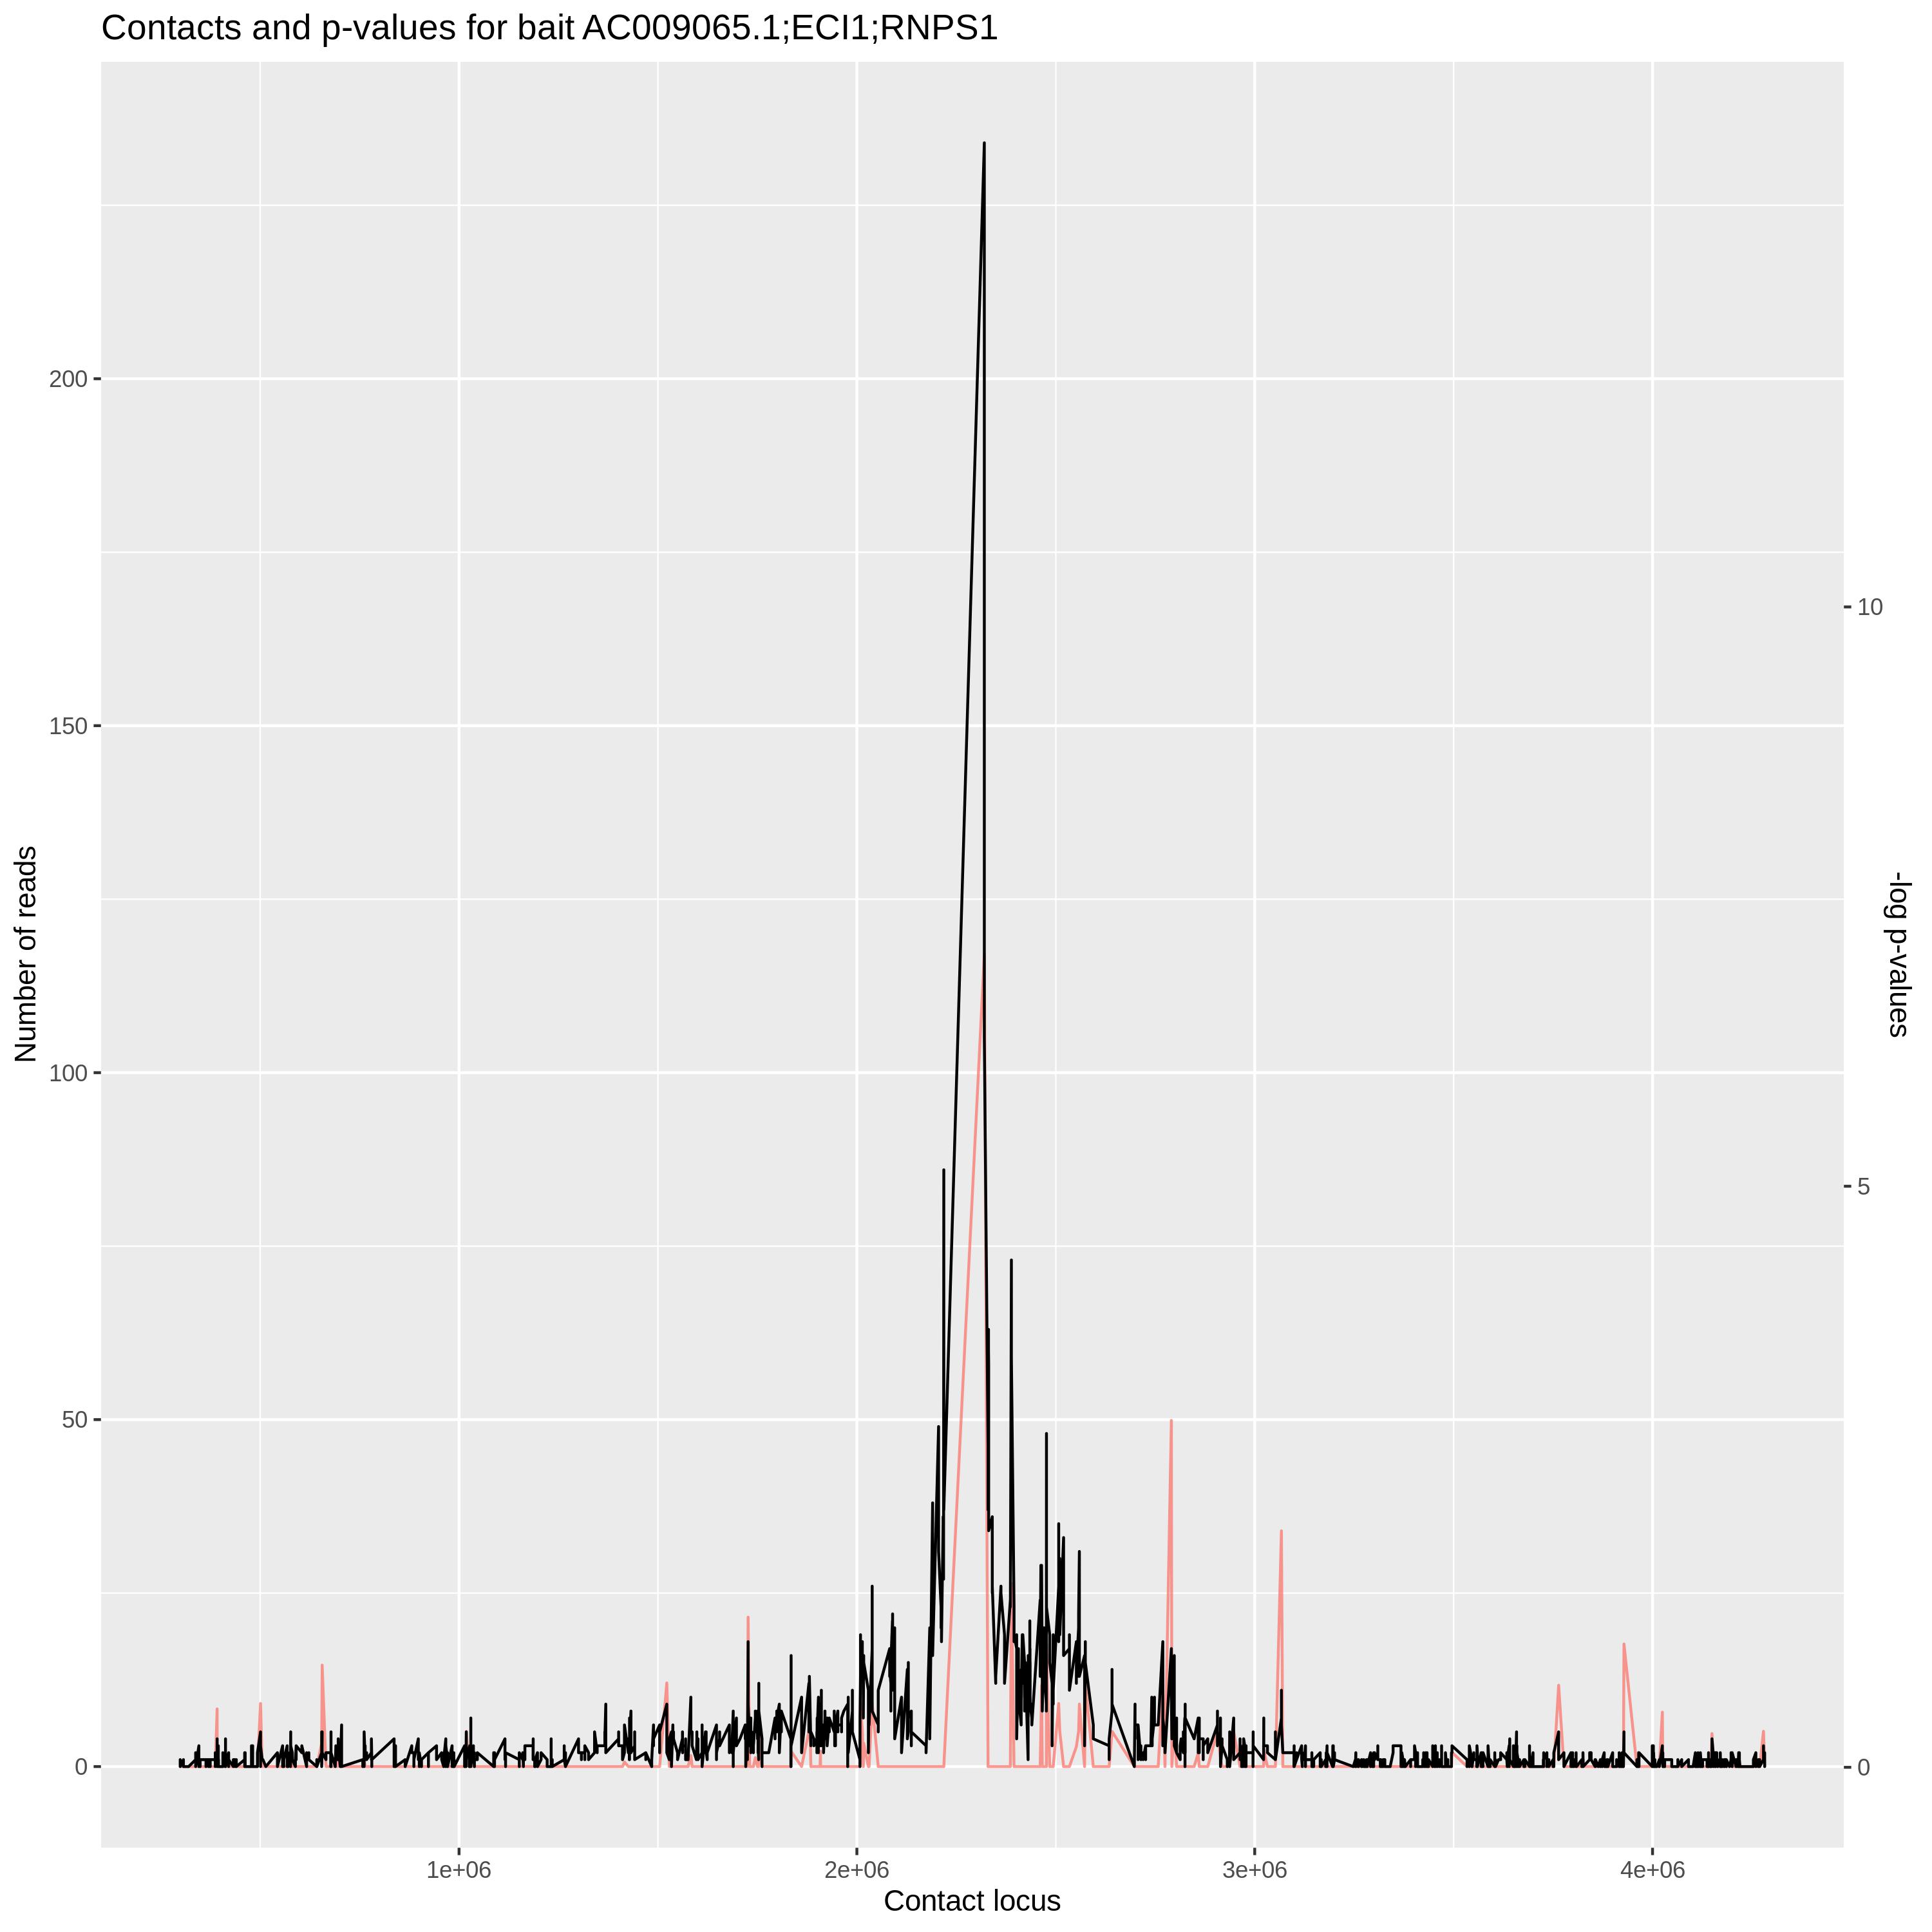 Contacts and p-values for bait AC009065.1;ECI1;RNPS1
200
150
100
50
0
Number of reads
10
5
0
-log p-values
1e+06
2e+06
3e+06
4e+06
Contact locus